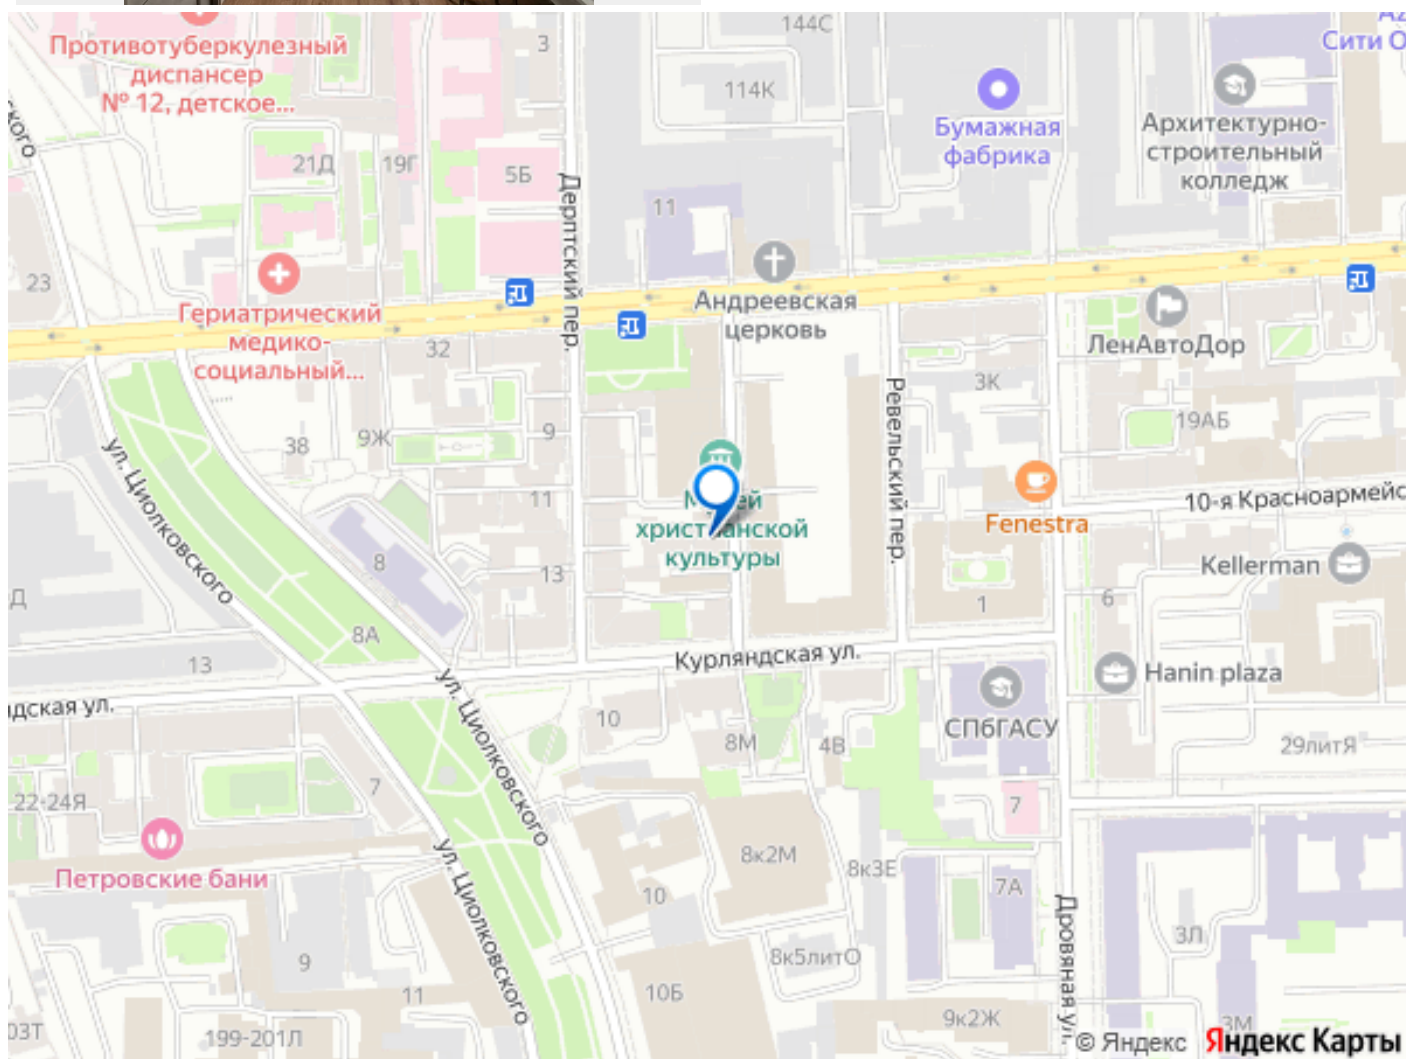 144С
Сити О
Противотуберкулезный
диспансер
№ 12, детское...
3
114К
Бумажная
фабрика
Архитектурно-
строительный
колледж
21Д
19Г
5Б
Дерптский пер.
11
23
Андреевская
церковь
Гериатрический
медико-
социальный...
32
ЛенАвтоДор
3К
Ревельский пер.
19АБ
38
9Ж
9
11
Музей
христианской
культуры
10-я Красноармейс
Fenestra
ул. Циолковского
8
13
Kellerman
1
6
8А
13
Курляндская ул.
ул. Циолковского
Hanin plaza
дская ул.
10
8М
4В
СПбГАСУ
29литЯ
22-24Я
7
7
Петровские бани
8к2М
8к3Е
7А
ул. Циолковского
10
Дровяная ул.
3Л
9
8к5литО
11
10Б
9к2Ж
03Т
199-201Л
3М
© Яндекс Яндекс Карты